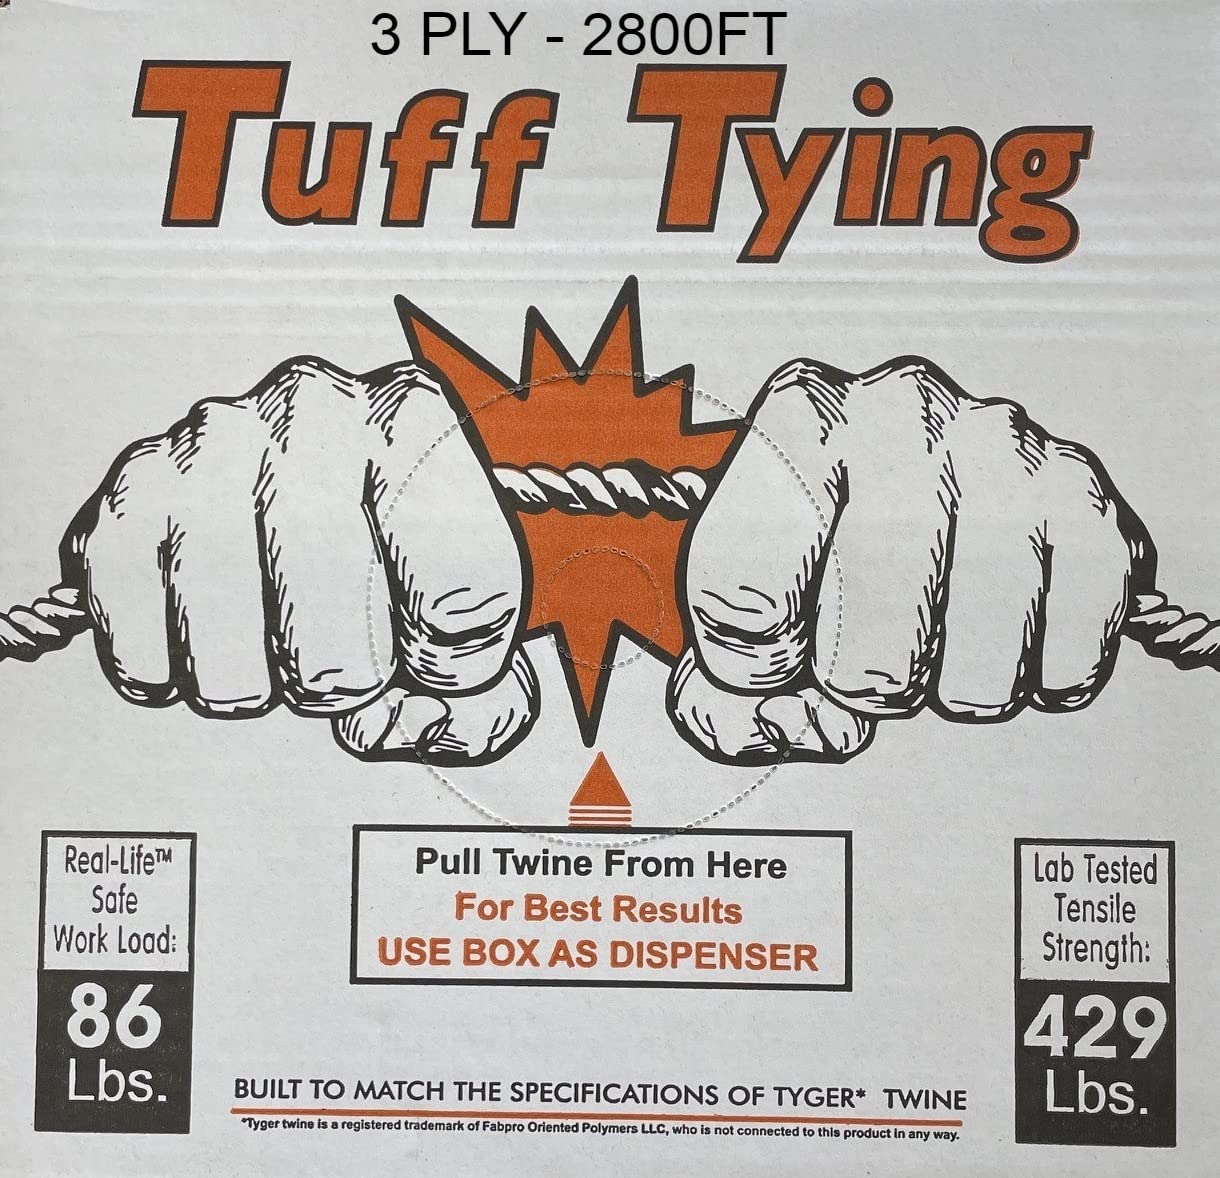 3 PLY - 2800FT
Tuff Tying
Pull Twine From Here
For Best Results
USE BOX AS DISPENSER
Real-Life™
Safe
Work Load:
86
Lbs.
Lab Tested
Tensile
Strength:
429
Lbs.
BUILT TO MATCH THE SPECIFICATIONS OF TYGER* TWINE
*Tyger twine is a registered trademark of Fabpro Oriented Polymers LLC, who is not connected to this product in any way.